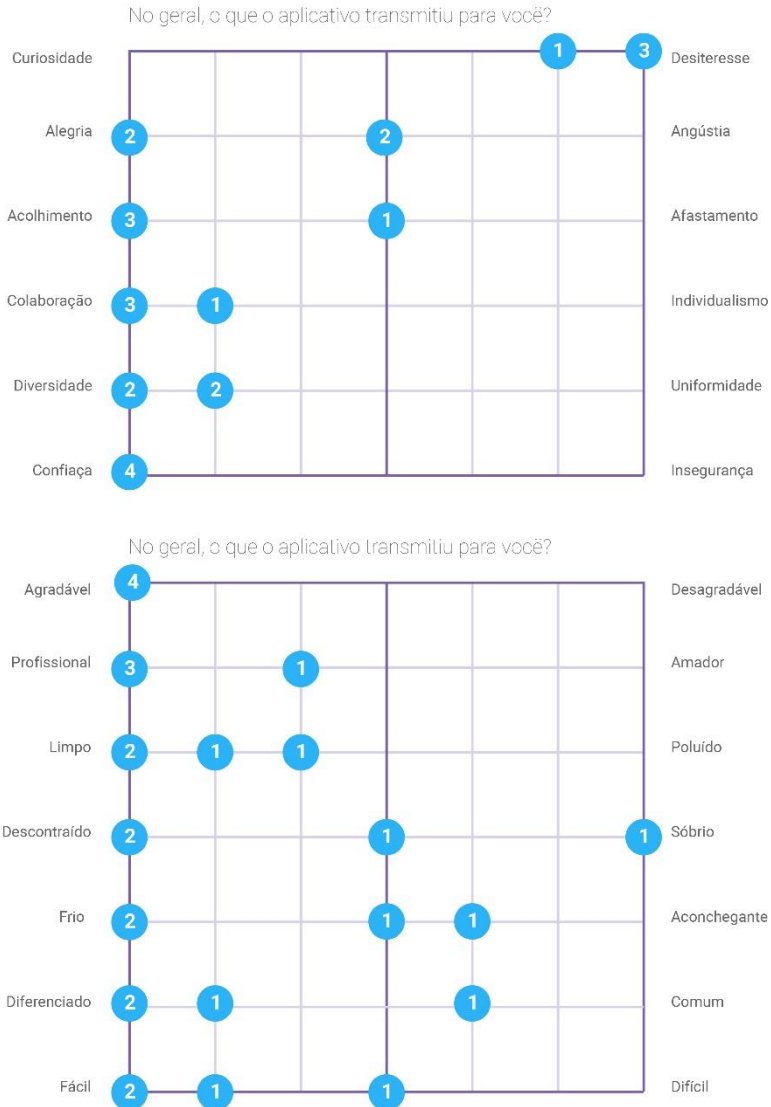 No geral, o que o aplicativo transmitiu para você?
Curiosidade 1 3 Desiteresse
Alegria 2 2 Angústia
Acolhimento 3 1 Afastamento
Colaboração 3 1 Individualismo
Diversidade 2 2 Uniformidade
Confiaça 4 Insegurança
No geral, o que o aplicativo transmitiu para você?
Agradável 4 Desagradável
Profissional 3 1 Amador
Limpo 2 1 1 Poluído
Descontraído 2 1 1 Sóbrio
Frio 2 1 1 Aconchegante
Diferenciado 2 1 1 Comum
Fácil 2 1 1 Difícil